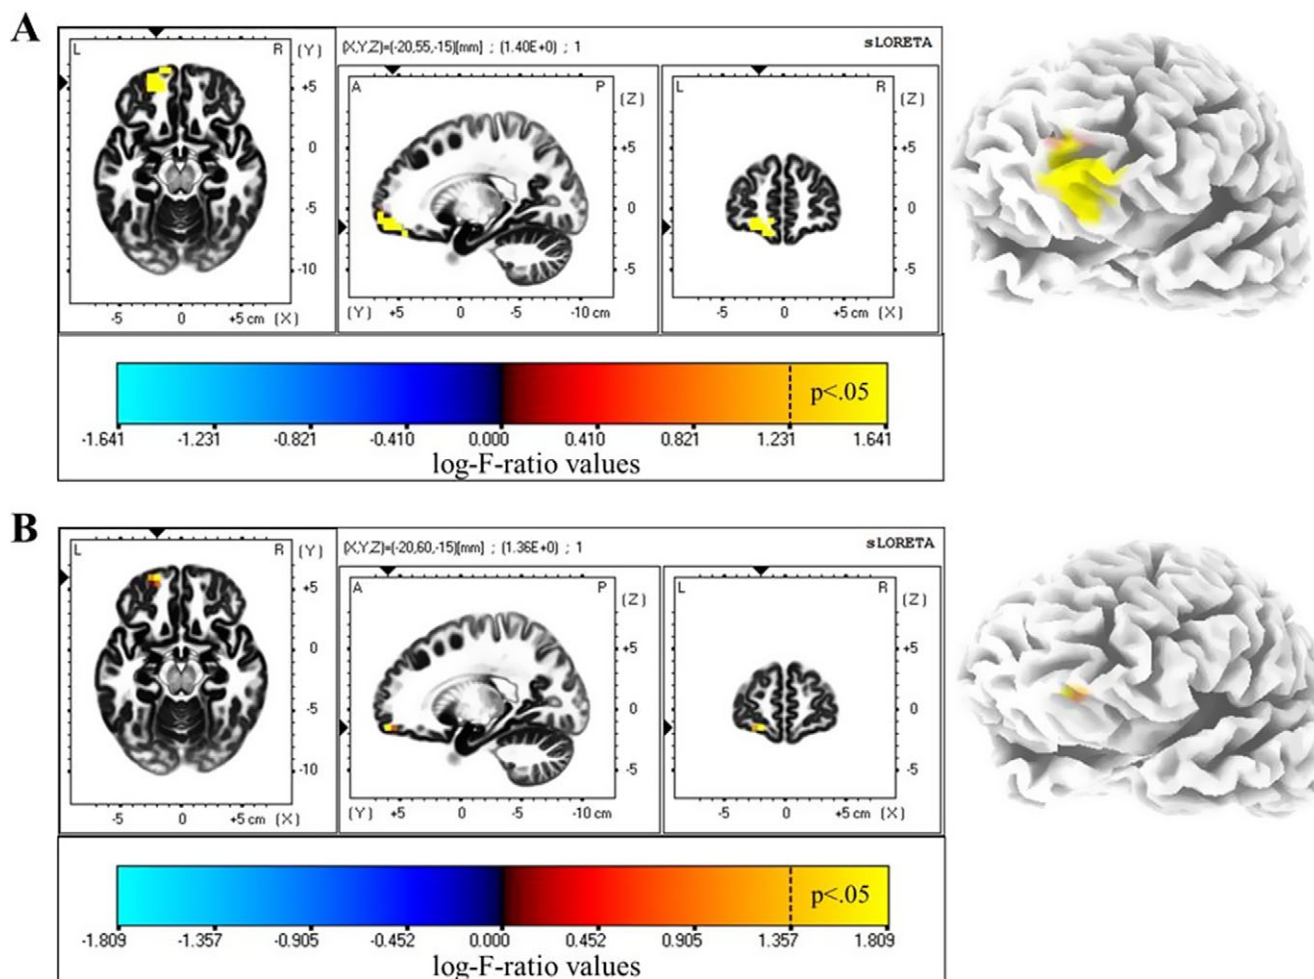 A
L R (Y)
(X,Y,Z)=(-20,55,-15)[mm] ; (1.40E+0) ; 1
sLORETA
A P (Z)
L R (Z)
+5
0
-5
-10
+5
0
-5
+5
0
-5
-5 0 +5 cm (X)
(Y) +5 0 -5 -10 cm
-5 0 +5 cm (X)
p<.05
-1.641 -1.231 -0.821 -0.410 0.000 0.410 0.821 1.231 1.641
log-F-ratio values
B
L R (Y)
(X,Y,Z)=(-20,60,-15)[mm] ; (1.36E+0) ; 1
sLORETA
A P (Z)
L R (Z)
+5
0
-5
-10
+5
0
-5
+5
0
-5
-5 0 +5 cm (X)
(Y) +5 0 -5 -10 cm
-5 0 +5 cm (X)
p<.05
-1.809 -1.357 -0.905 -0.452 0.000 0.452 0.905 1.357 1.809
log-F-ratio values